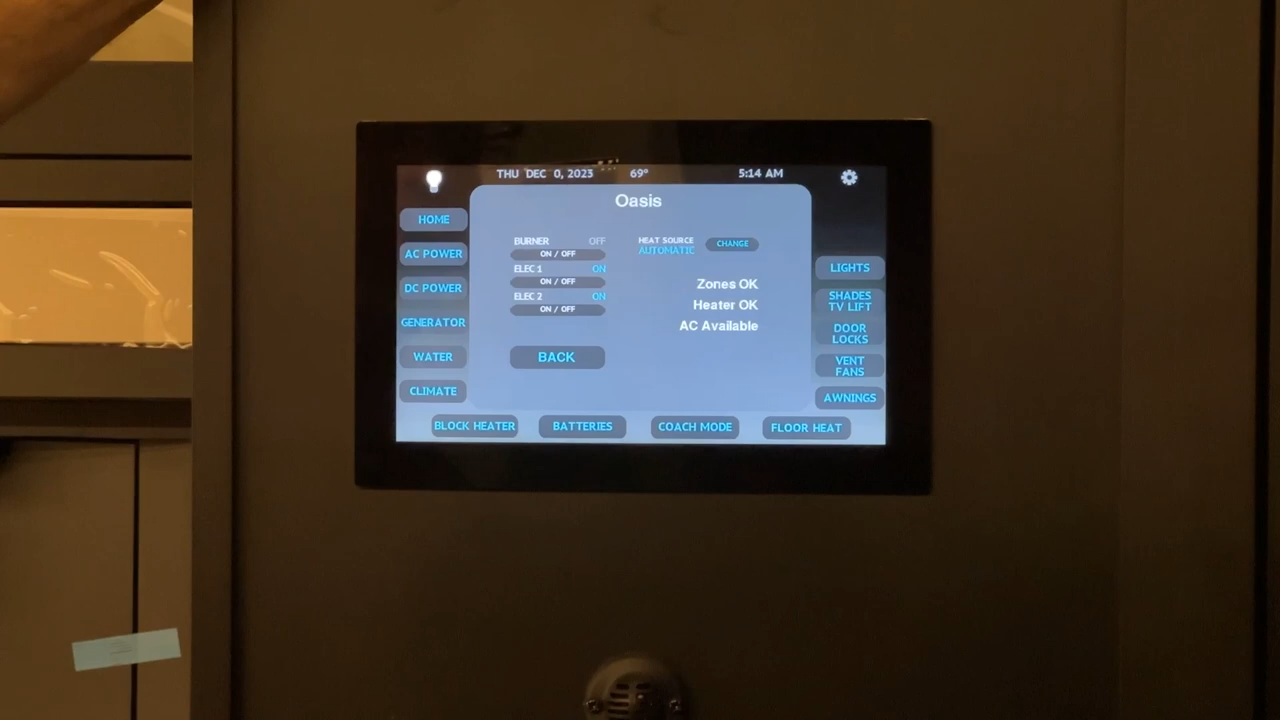 THU DEC 0, 2023 69° 5:14 AM
Oasis
HOME
AC POWER
DC POWER
GENERATOR
WATER
CLIMATE
BURNER OFF
ON / OFF
ELEC 1 ON
ON / OFF
ELEC 2 ON
ON / OFF
BACK
HEAT SOURCE
AUTOMATIC
CHANGE
Zones OK
Heater OK
AC Available
LIGHTS
SHADES
TV LIFT
DOOR
LOCKS
VENT
FANS
AWNINGS
BLOCK HEATER
BATTERIES
COACH MODE
FLOOR HEAT